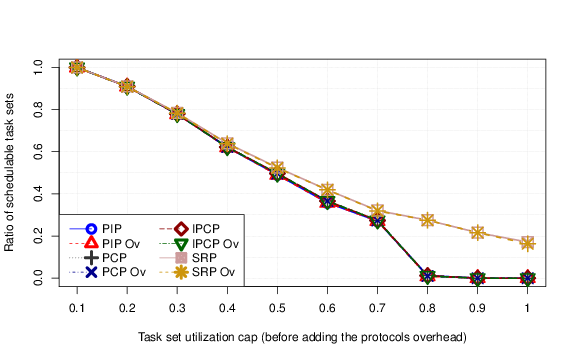 Ratio of schedulable task sets
1.0
0.8
0.6
0.4
0.2
0.0
PIP
PIP Ov
PCP
PCP Ov
IPCP
IPCP Ov
SRP
SRP Ov
0.1 0.2 0.3 0.4 0.5 0.6 0.7 0.8 0.9 1
Task set utilization cap (before adding the protocols overhead)